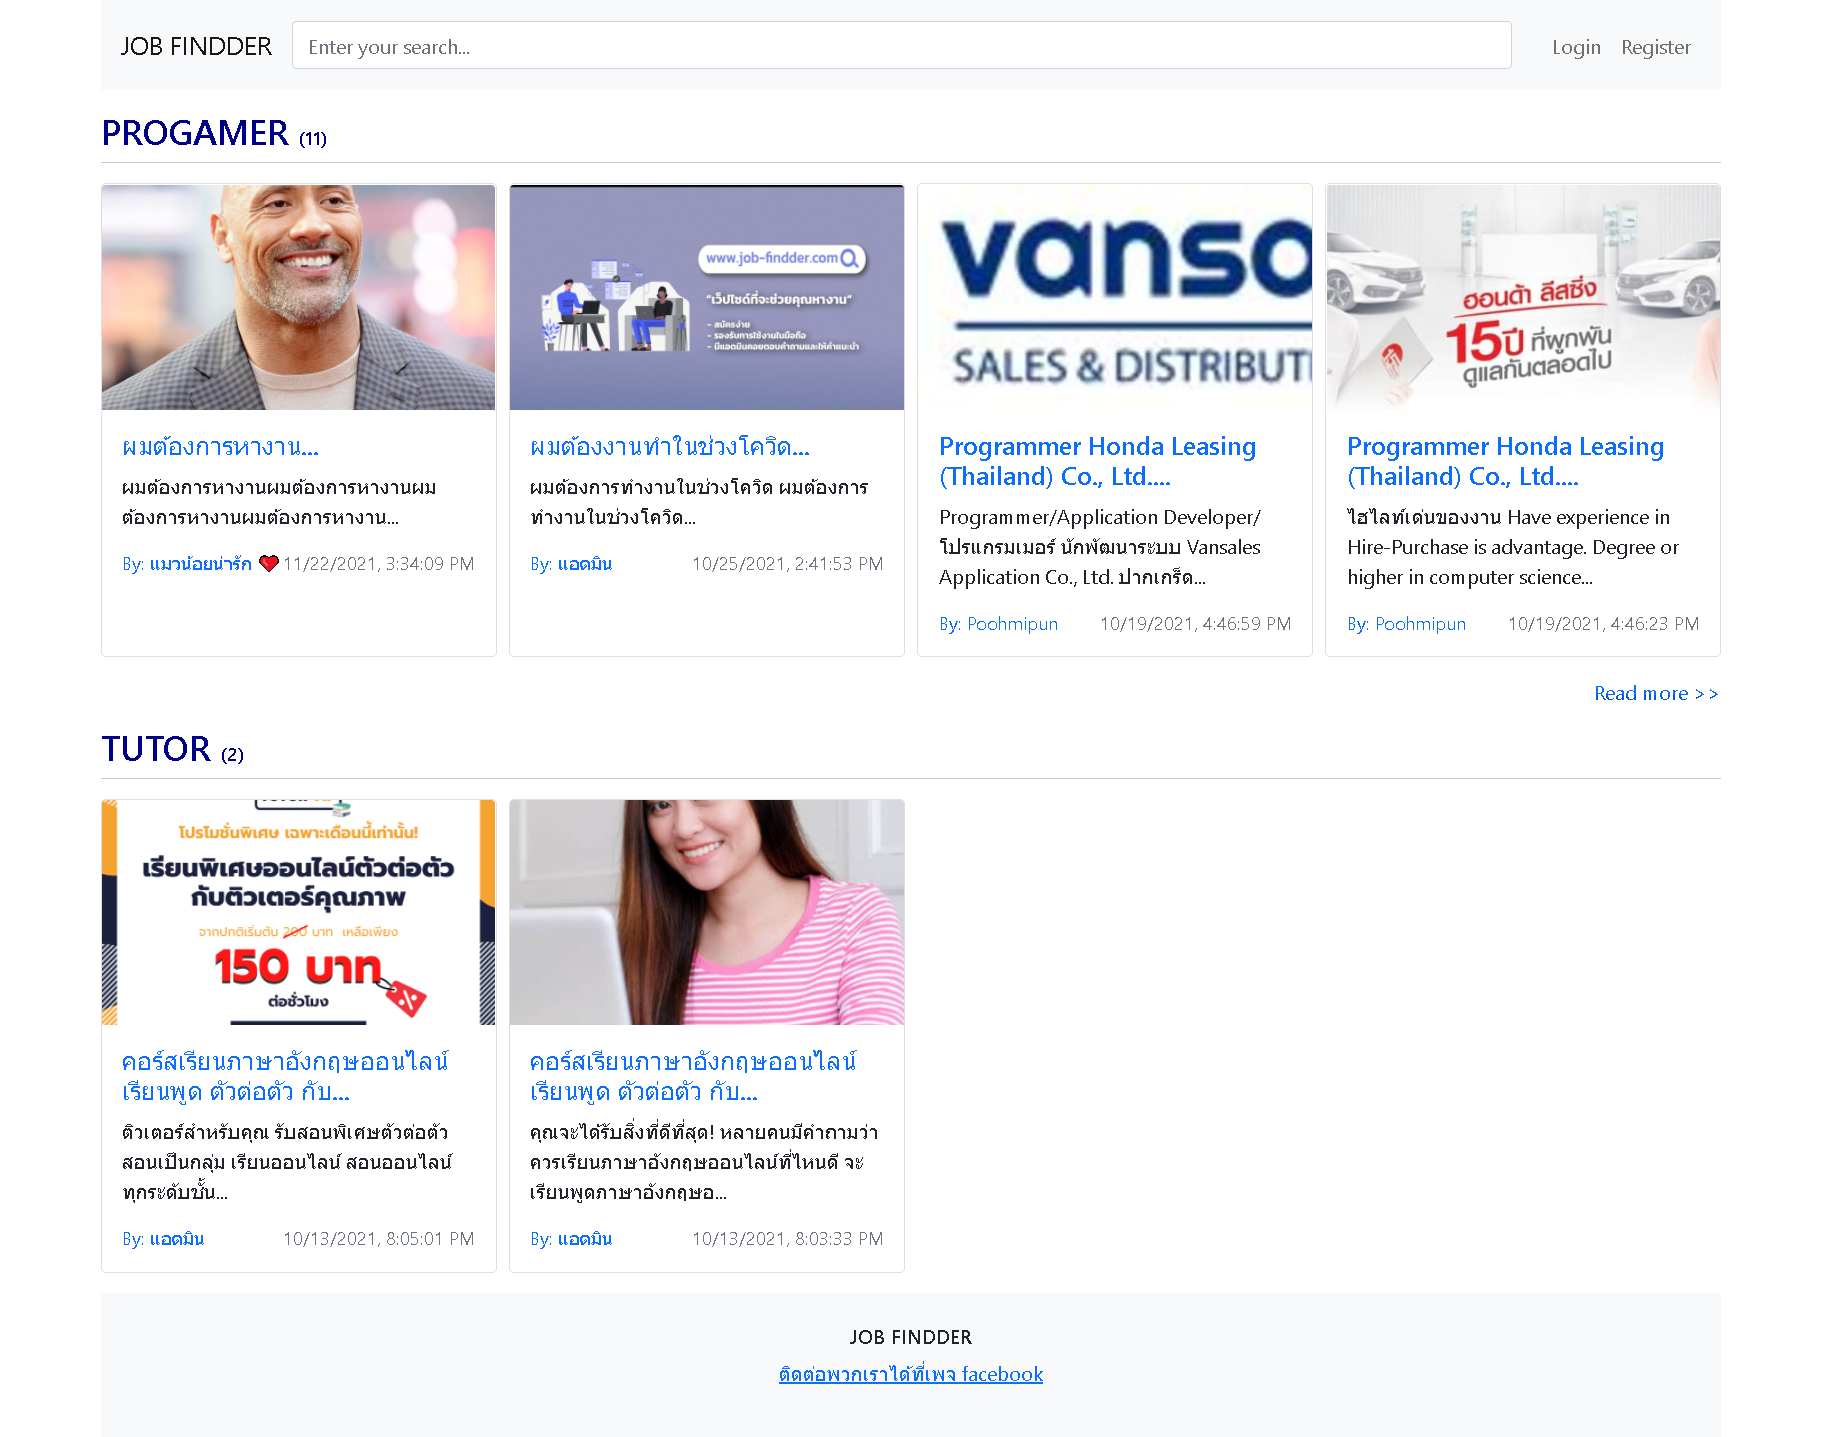 JOB FINDDER
Enter your search...
Login
Register
PROGAMER (11)
www.job-findder.com
"เว็ปไซต์ที่จะช่วยคุณหางาน"
- สมัครง่าย
- รองรับการใช้งานในมือถือ
- มีแอดมินคอยตอบคำถามและให้คำแนะนำ
vanso
SALES & DISTRIBUTI
ฮอนด้า ลีสซิ่ง
15ปี ที่ผูกพัน
ดูแลกันตลอดไป
ผมต้องการหางาน...
ผมต้องการหางานผมต้องการหางานผม
ต้องการหางานผมต้องการหางาน...
By: แมวน้อยน่ารัก ❤ 11/22/2021, 3:34:09 PM
ผมต้องงานทำในช่วงโควิด...
ผมต้องการทำงานในช่วงโควิด ผมต้องการ
ทำงานในช่วงโควิด...
By: แอดมิน 10/25/2021, 2:41:53 PM
Programmer Honda Leasing
(Thailand) Co., Ltd....
Programmer/Application Developer/
โปรแกรมเมอร์ นักพัฒนาระบบ Vansales
Application Co., Ltd. ปากเกร็ด...
By: Poohmipun 10/19/2021, 4:46:59 PM
Programmer Honda Leasing
(Thailand) Co., Ltd....
ไฮไลท์เด่นของงาน Have experience in
Hire-Purchase is advantage. Degree or
higher in computer science...
By: Poohmipun 10/19/2021, 4:46:23 PM
Read more >>
TUTOR (2)
โปรโมชั่นพิเศษ เฉพาะเดือนนี้เท่านั้น!
เรียนพิเศษออนไลน์ตัวต่อตัว
กับติวเตอร์คุณภาพ
จากปกติเริ่มต้น 200 บาท เหลือเพียง
150 บาท
ต่อชั่วโมง
คอร์สเรียนภาษาอังกฤษออนไลน์
เรียนพูด ตัวต่อตัว กับ...
ติวเตอร์สำหรับคุณ รับสอนพิเศษตัวต่อตัว
สอนเป็นกลุ่ม เรียนออนไลน์ สอนออนไลน์
ทุกระดับชั้น...
By: แอดมิน 10/13/2021, 8:05:01 PM
คอร์สเรียนภาษาอังกฤษออนไลน์
เรียนพูด ตัวต่อตัว กับ...
คุณจะได้รับสิ่งที่ดีที่สุด! หลายคนมีคำถามว่า
ควรเรียนภาษาอังกฤษออนไลน์ที่ไหนดี จะ
เรียนพูดภาษาอังกฤษอ...
By: แอดมิน 10/13/2021, 8:03:33 PM
JOB FINDDER
ติดต่อพวกเราได้ที่เพจ facebook